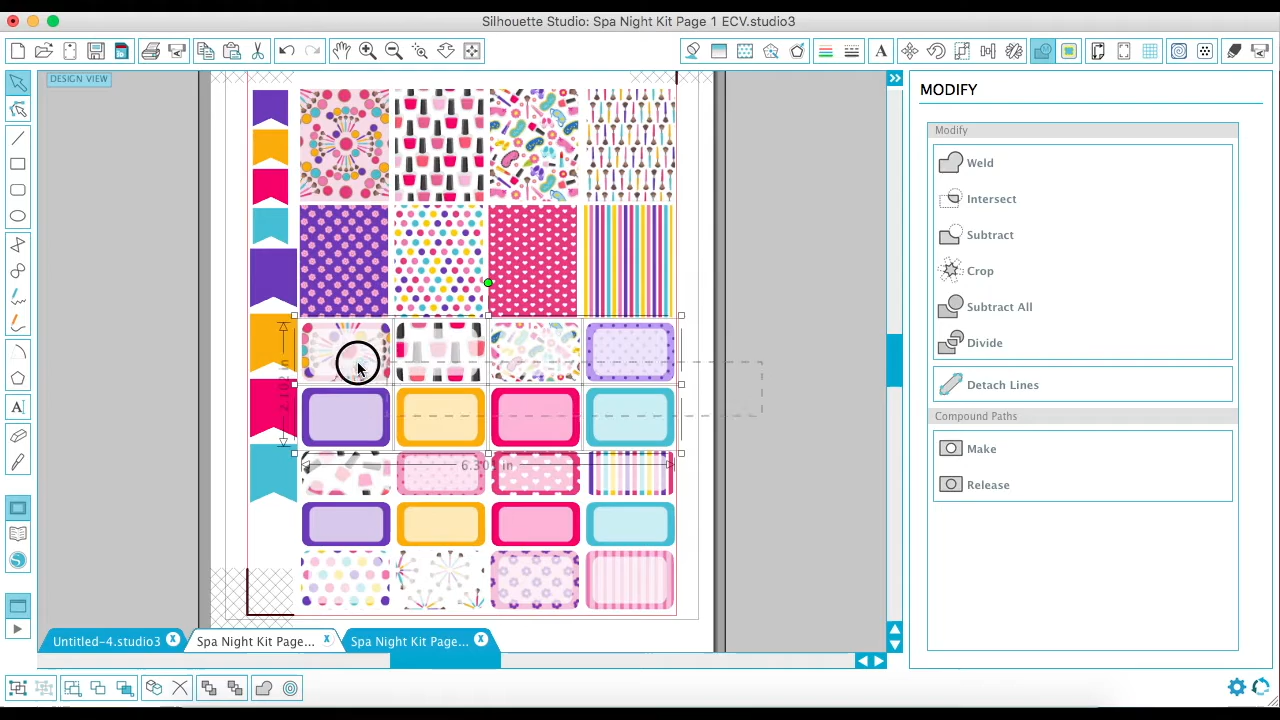 Silhouette Studio: Spa Night Kit Page 1 ECV.studio3
DESIGN VIEW
MODIFY
Modify
Weld
Intersect
Subtract
Crop
Subtract All
Divide
Detach Lines
Compound Paths
Make
Release
Untitled-4.studio3
Spa Night Kit Page...
Spa Night Kit Page...